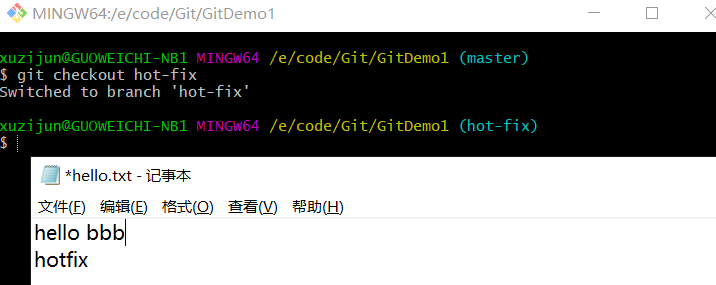 MINGW64:/e/code/Git/GitDemo1
xuzijun@GUOWEICHI-NB1 MINGW64 /e/code/Git/GitDemo1 (master)
$ git checkout hot-fix
Switched to branch 'hot-fix'
xuzijun@GUOWEICHI-NB1 MINGW64 /e/code/Git/GitDemo1 (hot-fix)
$
*hello.txt - 记事本
文件(F) 编辑(E) 格式(O) 查看(V) 帮助(H)
hello bbb
hotfix